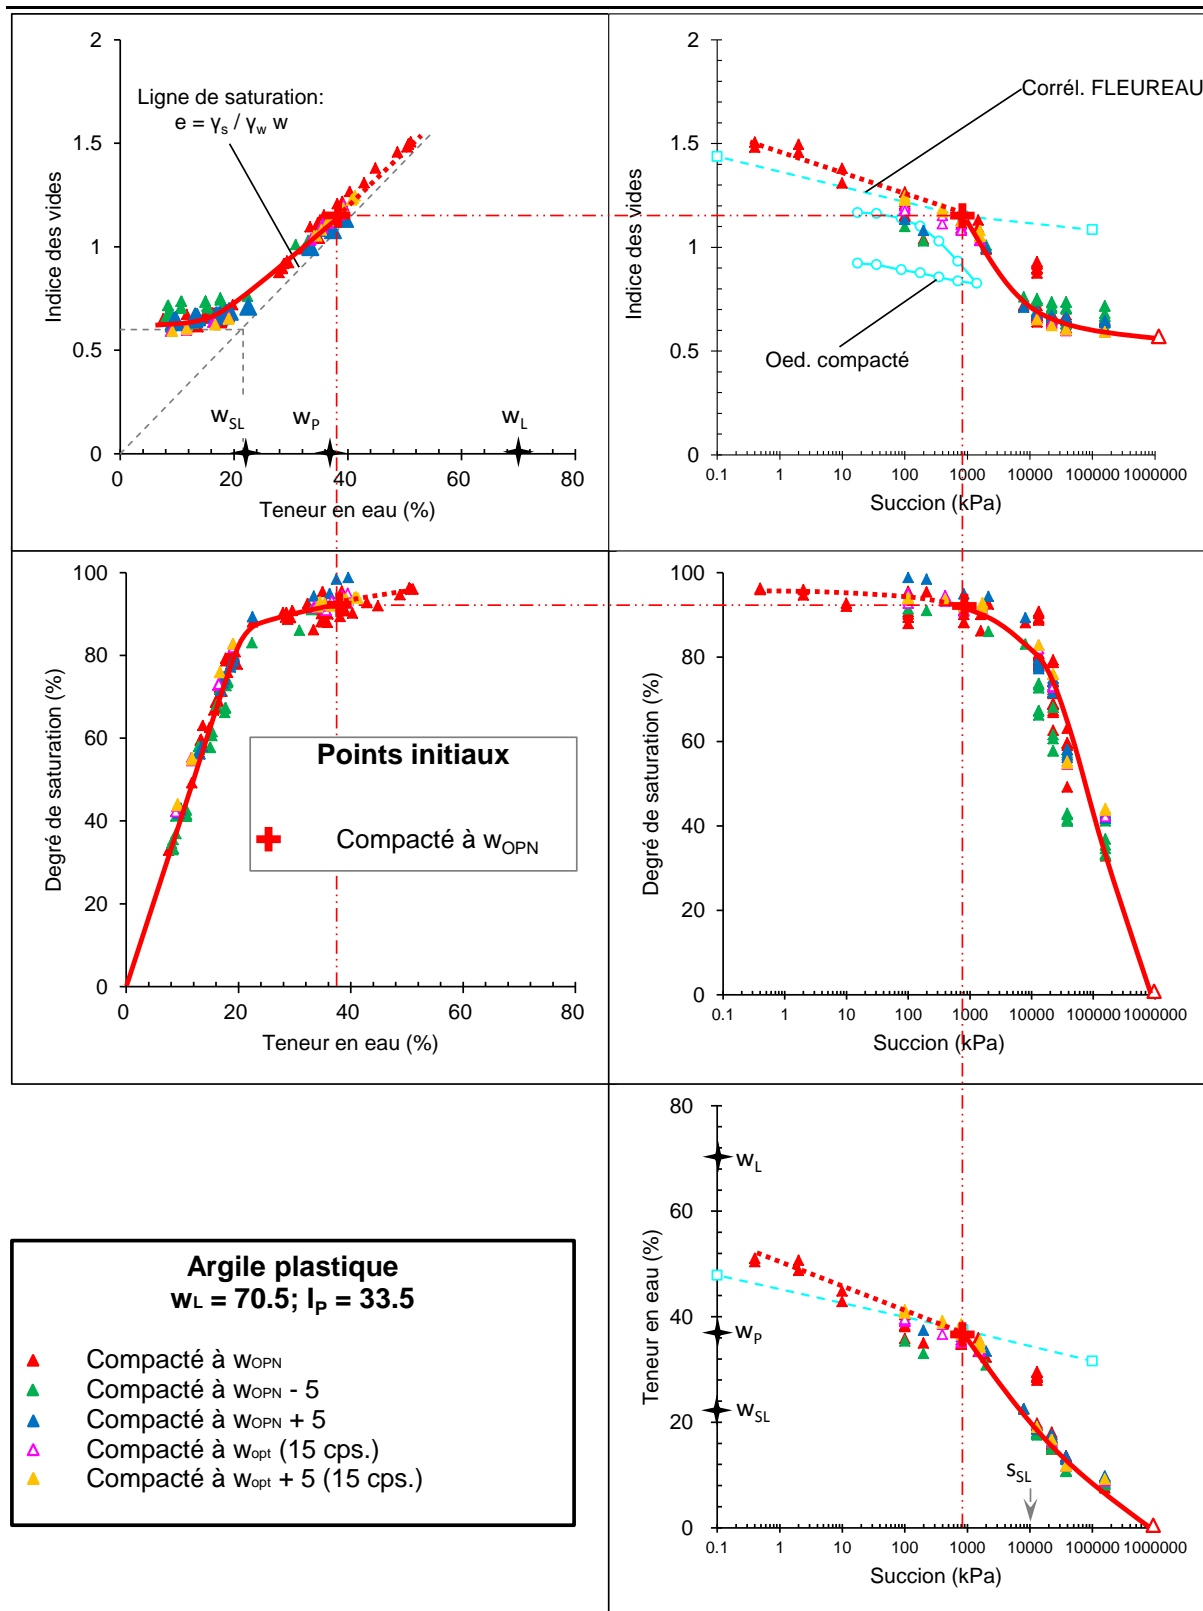 2
1.5
1
0.5
0
Indice des vides
Ligne de saturation:
e = γs / γw w
wSL
wP
wL
0
20
40
60
80
Teneur en eau (%)
2
1.5
1
0.5
0
Indice des vides
Corrél. FLEUREAU
Oed. compacté
0.1
1
10
100
1000
10000
100000
1000000
Succion (kPa)
100
80
60
40
20
0
Degré de saturation (%)
Points initiaux
Compacté à wOPN
0
20
40
60
80
Teneur en eau (%)
100
80
60
40
20
0
Degré de saturation (%)
0.1
1
10
100
1000
10000
100000
1000000
Succion (kPa)
80
60
40
20
0
Teneur en eau (%)
wL
wP
wSL
sSL
0.1
1
10
100
1000
10000
100000
1000000
Succion (kPa)
Argile plastique
wL = 70.5; IP = 33.5
Compacté à wOPN
Compacté à wOPN - 5
Compacté à wOPN + 5
Compacté à wopt (15 cps.)
Compacté à wopt + 5 (15 cps.)